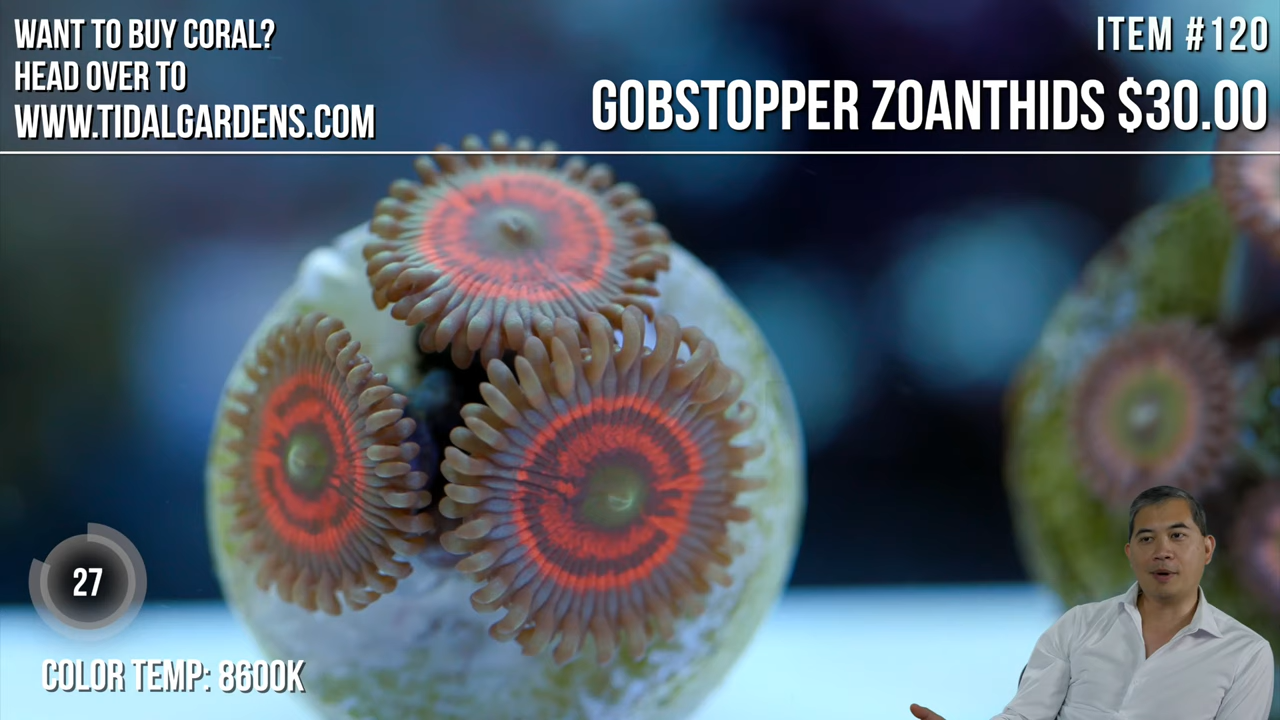 WANT TO BUY CORAL?
HEAD OVER TO
WWW.TIDALGARDENS.COM
ITEM #120
GOBSTOPPER ZOANTHIDS $30.00
27
COLOR TEMP: 8600K